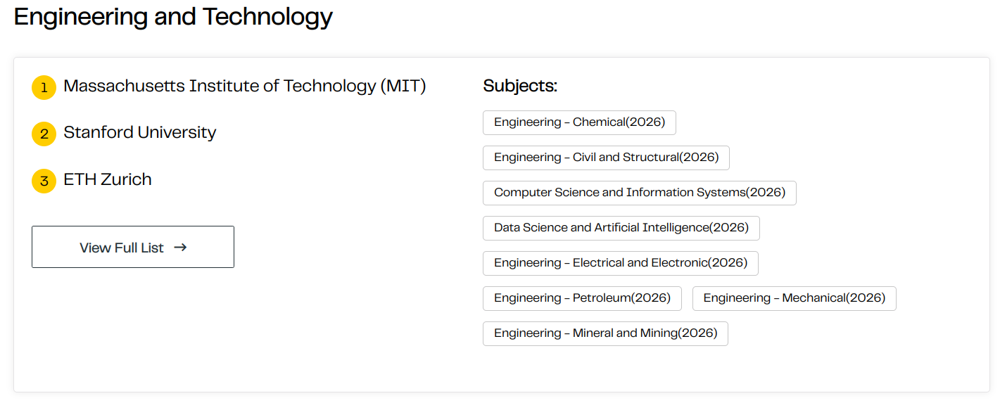 Engineering and Technology
1 Massachusetts Institute of Technology (MIT)
2 Stanford University
3 ETH Zurich
View Full List →
Subjects:
Engineering - Chemical(2026)
Engineering - Civil and Structural(2026)
Computer Science and Information Systems(2026)
Data Science and Artificial Intelligence(2026)
Engineering - Electrical and Electronic(2026)
Engineering - Petroleum(2026) Engineering - Mechanical(2026)
Engineering - Mineral and Mining(2026)